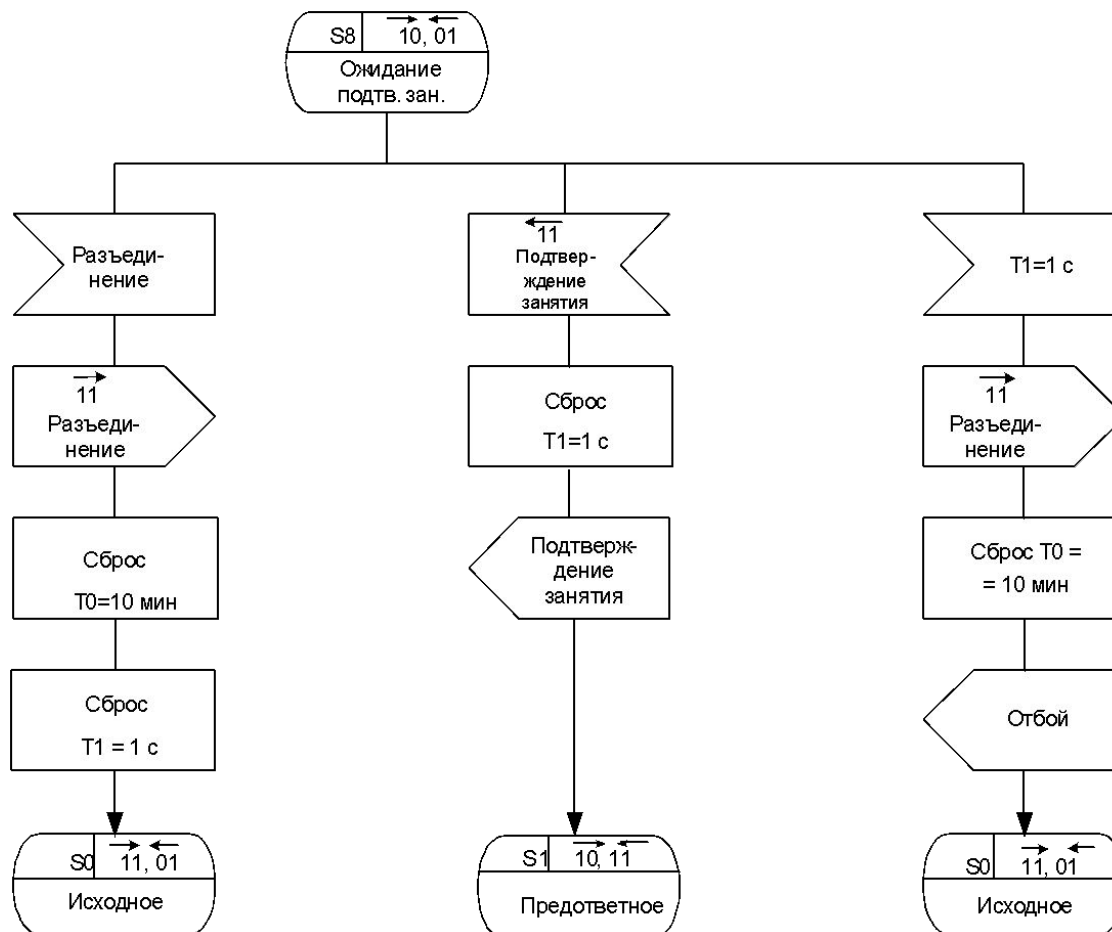 S8 10, 01
Ожидание
подтв. зан.
Разъеди-
нение
11
Разъеди-
нение
Сброс
T0=10 мин
Сброс
T1 = 1 с
S0 11, 01
Исходное
11
Подтвер-
ждение
занятия
Сброс
T1=1 с
Подтверж-
дение
занятия
S1 10, 11
Предответное
T1=1 с
11
Разъеди-
нение
Сброс T0 =
= 10 мин
Отбой
S0 11, 01
Исходное